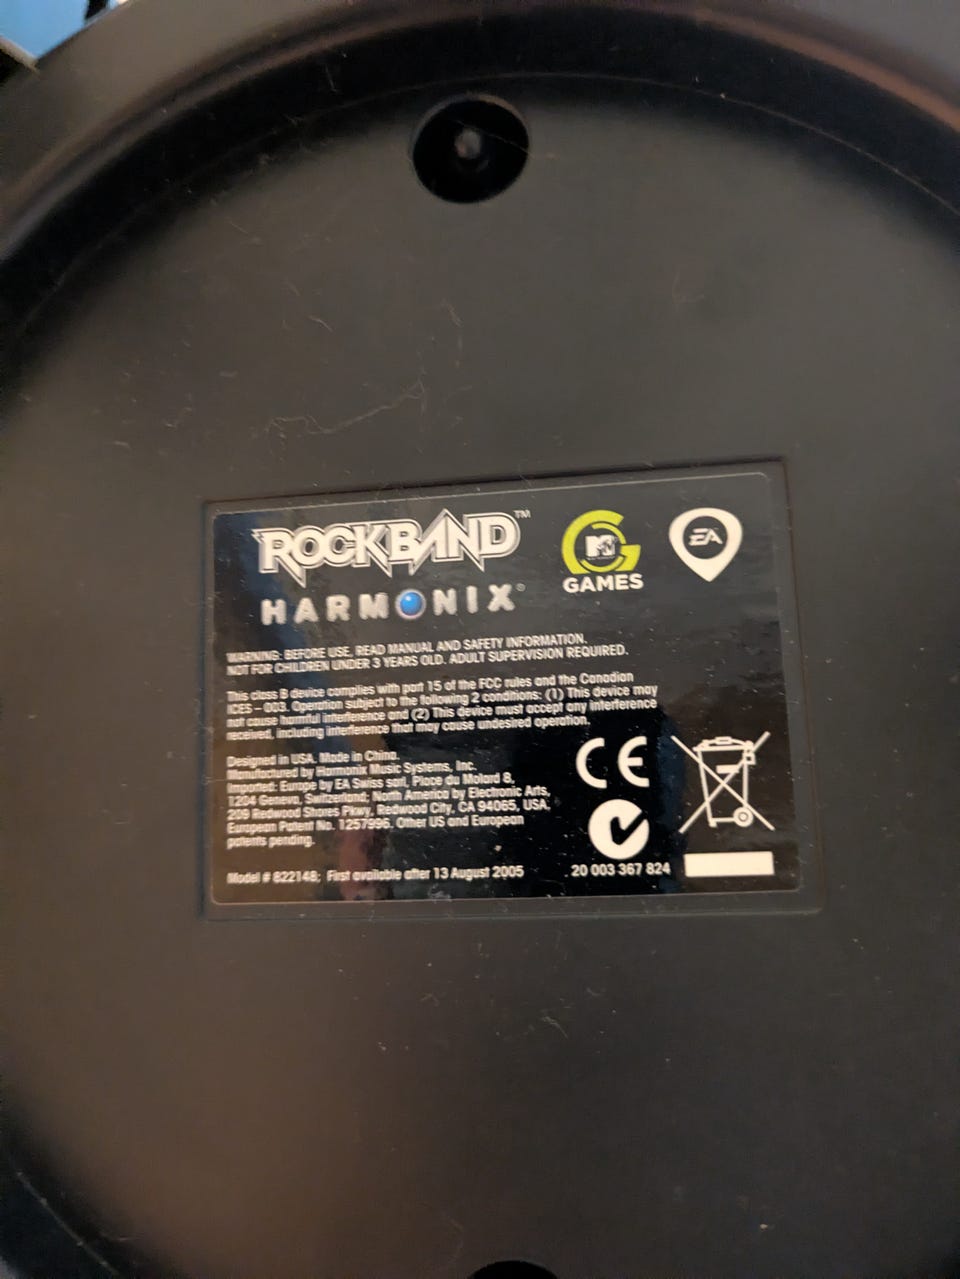 ROCKBAND™
HARMONIX®
MTV
GAMES
EA
WARNING: BEFORE USE, READ MANUAL AND SAFETY INFORMATION.
NOT FOR CHILDREN UNDER 3 YEARS OLD. ADULT SUPERVISION REQUIRED.
This class B device complies with part 15 of the FCC rules and the Canadian
ICES – 003. Operation subject to the following 2 conditions: (1) This device may
not cause harmful interference and (2) This device must accept any interference
received, including interference that may cause undesired operation.
Designed in USA. Made in China.
Manufactured by Harmonix Music Systems, Inc.
Imported: Europe by EA Swiss sarl, Place du Molard 8,
1204 Geneva, Switzerland; North America by Electronic Arts,
209 Redwood Shores Pkwy, Redwood City, CA 94065, USA.
European Patent No. 1257996. Other US and European
patents pending.
Model # 822148; First available after 13 August 2005
CE
20 003 367 824